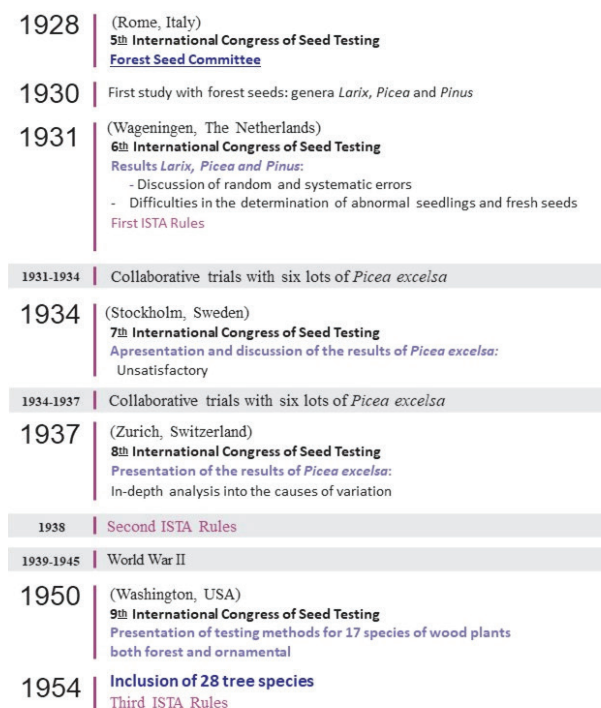 1928
(Rome, Italy)
5th International Congress of Seed Testing
Forest Seed Committee
1930
First study with forest seeds: genera Larix, Picea and Pinus
1931
(Wageningen, The Netherlands)
6th International Congress of Seed Testing
Results Larix, Picea and Pinus:
- Discussion of random and systematic errors
- Difficulties in the determination of abnormal seedlings and fresh seeds
First ISTA Rules
1931-1934 Collaborative trials with six lots of Picea excelsa
1934
(Stockholm, Sweden)
7th International Congress of Seed Testing
Apresentation and discussion of the results of Picea excelsa:
Unsatisfactory
1934-1937 Collaborative trials with six lots of Picea excelsa
1937
(Zurich, Switzerland)
8th International Congress of Seed Testing
Presentation of the results of Picea excelsa:
In-depth analysis into the causes of variation
1938 Second ISTA Rules
1939-1945 World War II
1950
(Washington, USA)
9th International Congress of Seed Testing
Presentation of testing methods for 17 species of wood plants
both forest and ornamental
1954
Inclusion of 28 tree species
Third ISTA Rules